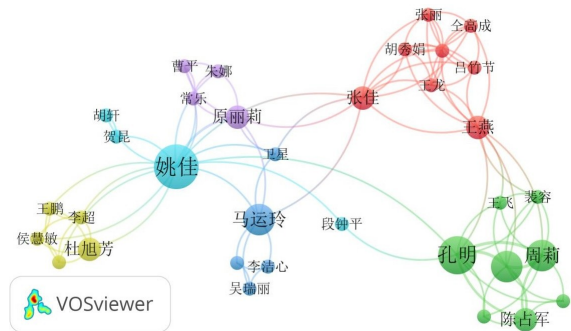 张丽
仝高成
胡秀娟
吕竹节
王龙
张佳
王燕
曹平
朱娜
常乐
原丽莉
胡轩
贺昆
卫星
姚佳
王鹏
李超
侯慧敏
杜旭芳
马运玲
段钟平
李洁心
吴瑞丽
王飞
裴容
孔明
周莉
陈占军
VOSviewer